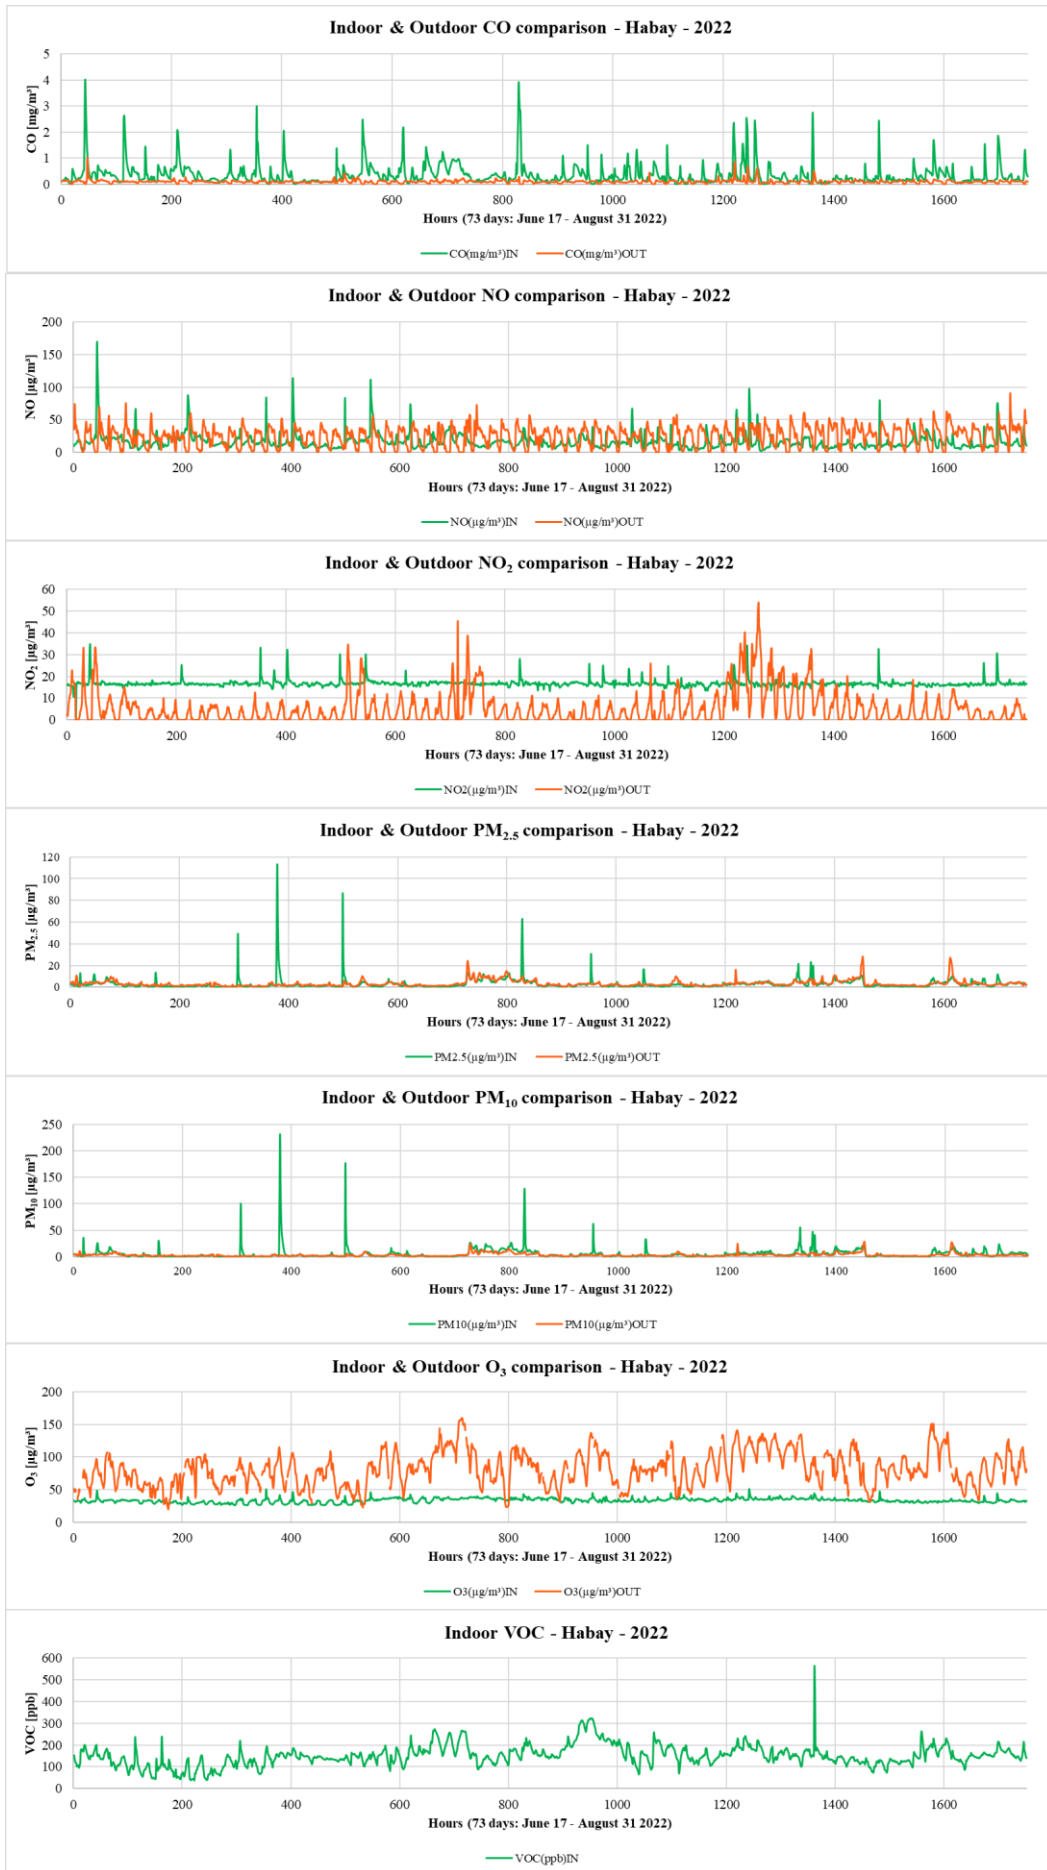 Indoor & Outdoor CO comparison - Habay - 2022
CO [mg/m³]
5
4
3
2
1
0
0 200 400 600 800 1000 1200 1400 1600
Hours (73 days: June 17 - August 31 2022)
CO(mg/m³)IN CO(mg/m³)OUT
Indoor & Outdoor NO comparison - Habay - 2022
NO [µg/m³]
200
150
100
50
0
0 200 400 600 800 1000 1200 1400 1600
Hours (73 days: June 17 - August 31 2022)
NO(µg/m³)IN NO(µg/m³)OUT
Indoor & Outdoor NO₂ comparison - Habay - 2022
NO₂ [µg/m³]
60
50
40
30
20
10
0
0 200 400 600 800 1000 1200 1400 1600
Hours (73 days: June 17 - August 31 2022)
NO2(µg/m³)IN NO2(µg/m³)OUT
Indoor & Outdoor PM₂.₅ comparison - Habay - 2022
PM₂.₅ [µg/m³]
120
100
80
60
40
20
0
0 200 400 600 800 1000 1200 1400 1600
Hours (73 days: June 17 - August 31 2022)
PM2.5(µg/m³)IN PM2.5(µg/m³)OUT
Indoor & Outdoor PM₁₀ comparison - Habay - 2022
PM₁₀ [µg/m³]
250
200
150
100
50
0
0 200 400 600 800 1000 1200 1400 1600
Hours (73 days: June 17 - August 31 2022)
PM10(µg/m³)IN PM10(µg/m³)OUT
Indoor & Outdoor O₃ comparison - Habay - 2022
O₃ [µg/m³]
200
150
100
50
0
0 200 400 600 800 1000 1200 1400 1600
Hours (73 days: June 17 - August 31 2022)
O3(µg/m³)IN O3(µg/m³)OUT
Indoor VOC - Habay - 2022
VOC [ppb]
600
500
400
300
200
100
0
0 200 400 600 800 1000 1200 1400 1600
Hours (73 days: June 17 - August 31 2022)
VOC(ppb)IN